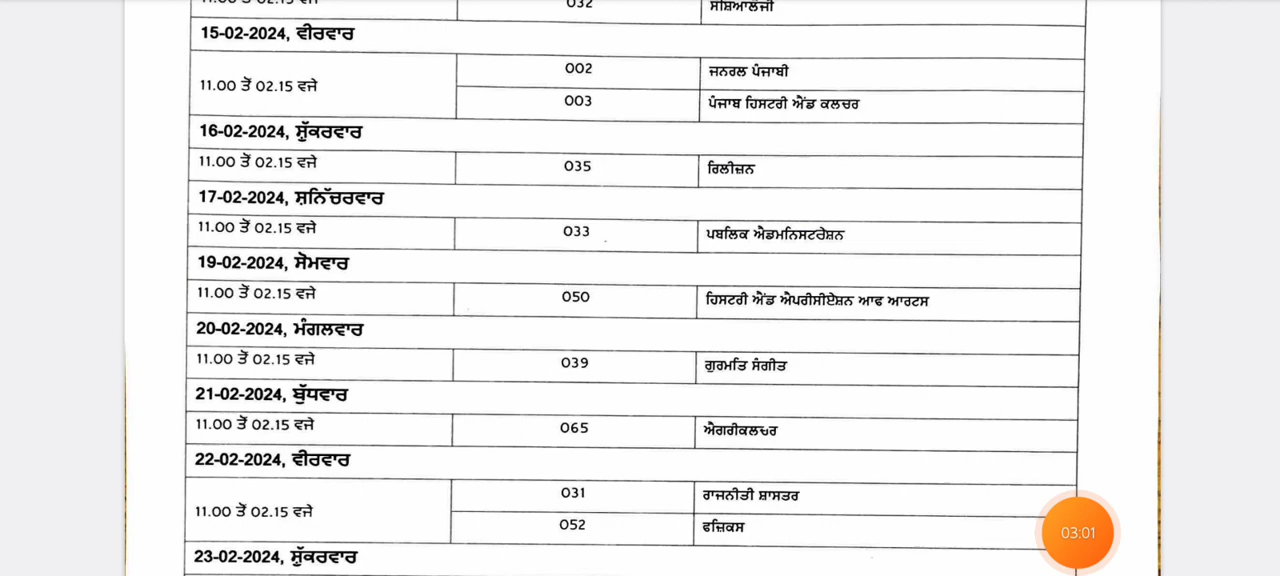 032
ਸੋਸ਼ਿਆਲੋਜੀ
15-02-2024, ਵੀਰਵਾਰ
11.00 ਤੋਂ 02.15 ਵਜੇ
002
ਜਨਰਲ ਪੰਜਾਬੀ
003
ਪੰਜਾਬ ਹਿਸਟਰੀ ਐਂਡ ਕਲਚਰ
16-02-2024, ਸ਼ੁੱਕਰਵਾਰ
11.00 ਤੋਂ 02.15 ਵਜੇ
035
ਰਿਲੀਜ਼ਨ
17-02-2024, ਸ਼ਨਿੱਚਰਵਾਰ
11.00 ਤੋਂ 02.15 ਵਜੇ
033
ਪਬਲਿਕ ਐਡਮਨਿਸਟਰੇਸ਼ਨ
19-02-2024, ਸੋਮਵਾਰ
11.00 ਤੋਂ 02.15 ਵਜੇ
050
ਹਿਸਟਰੀ ਐਂਡ ਐਪਰੀਸੀਏਸ਼ਨ ਆਫ ਆਰਟਸ
20-02-2024, ਮੰਗਲਵਾਰ
11.00 ਤੋਂ 02.15 ਵਜੇ
039
ਗੁਰਮਤਿ ਸੰਗੀਤ
21-02-2024, ਬੁੱਧਵਾਰ
11.00 ਤੋਂ 02.15 ਵਜੇ
065
ਐਗਰੀਕਲਚਰ
22-02-2024, ਵੀਰਵਾਰ
11.00 ਤੋਂ 02.15 ਵਜੇ
031
ਰਾਜਨੀਤੀ ਸ਼ਾਸਤਰ
052
ਫਜ਼ਿਕਸ
03:01
23-02-2024, ਸ਼ੁੱਕਰਵਾਰ